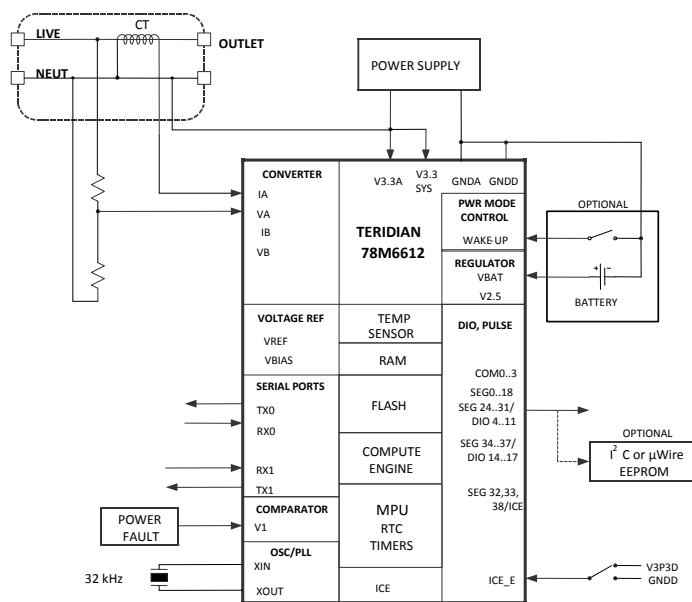 CT
LIVE
OUTLET
NEUT
POWER SUPPLY
CONVERTER
IA
VA
IB
VB
V3.3A
V3.3
SYS
GNDA GNDD
TERIDIAN
78M6612
PWR MODE
CONTROL
WAKE-UP
REGULATOR
VBAT
V2.5
OPTIONAL
BATTERY
VOLTAGE REF
VREF
VBIAS
TEMP
SENSOR
RAM
DIO, PULSE
COM0..3
SEG0..18
SEG 24..31/
DIO 4..11
SEG 34..37/
DIO 14..17
SEG 32,33,
38/ICE
SERIAL PORTS
TX0
RX0
RX1
TX1
FLASH
COMPUTE
ENGINE
OPTIONAL
I² C or µWire
EEPROM
COMPARATOR
V1
POWER
FAULT
MPU
RTC
TIMERS
OSC/PLL
XIN
XOUT
32 kHz
ICE
ICE_E
V3P3D
GNDD